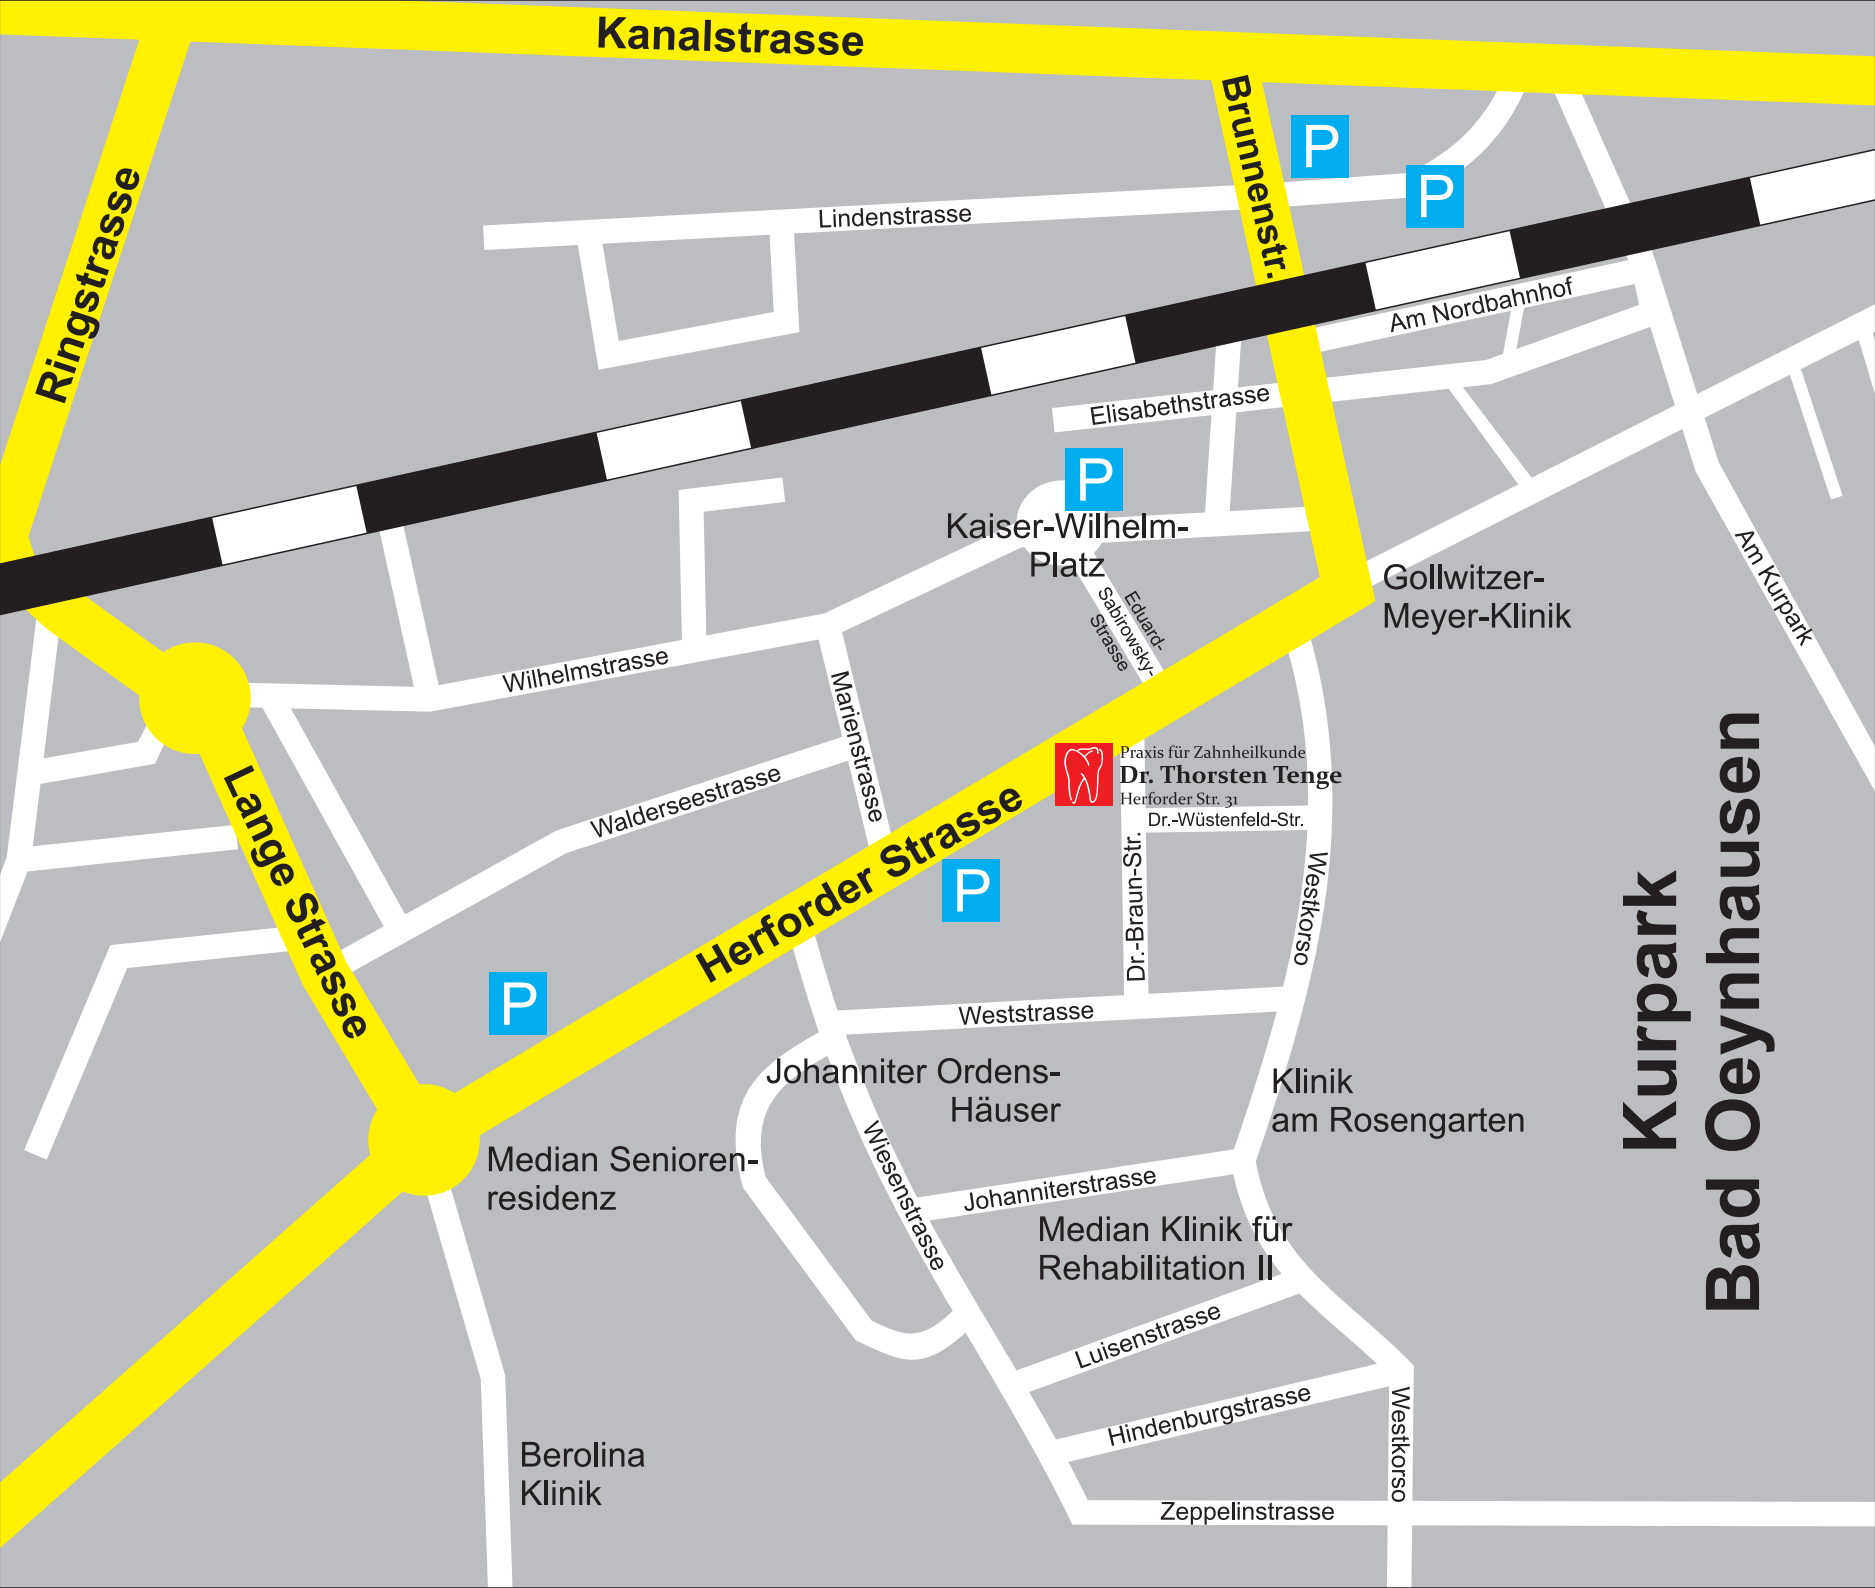 Kanalstrasse
Brunnenstr.
P
P
Ringstrasse
Lindenstrasse
Am Nordbahnhof
Elisabethstrasse
P
Kaiser-Wilhelm-
Platz
Gollwitzer-
Meyer-Klinik
Am Kurpark
Eduard-
Sabirowsky-
Strasse
Wilhelmstrasse
Marienstrasse
Walderseestrasse
Lange Strasse
Herforder Strasse
Praxis für Zahnheilkunde
Dr. Thorsten Tenge
Herforder Str. 31
Dr.-Wüstenfeld-Str.
Dr.-Braun-Str.
Westkorso
P
P
Weststrasse
Johanniter Ordens-
Häuser
Klinik
am Rosengarten
Kurpark
Bad Oeynhausen
Median Senioren-
residenz
Wiesenstrasse
Johanniterstrasse
Median Klinik für
Rehabilitation II
Luisenstrasse
Hindenburgstrasse
Westkorso
Berolina
Klinik
Zeppelinstrasse